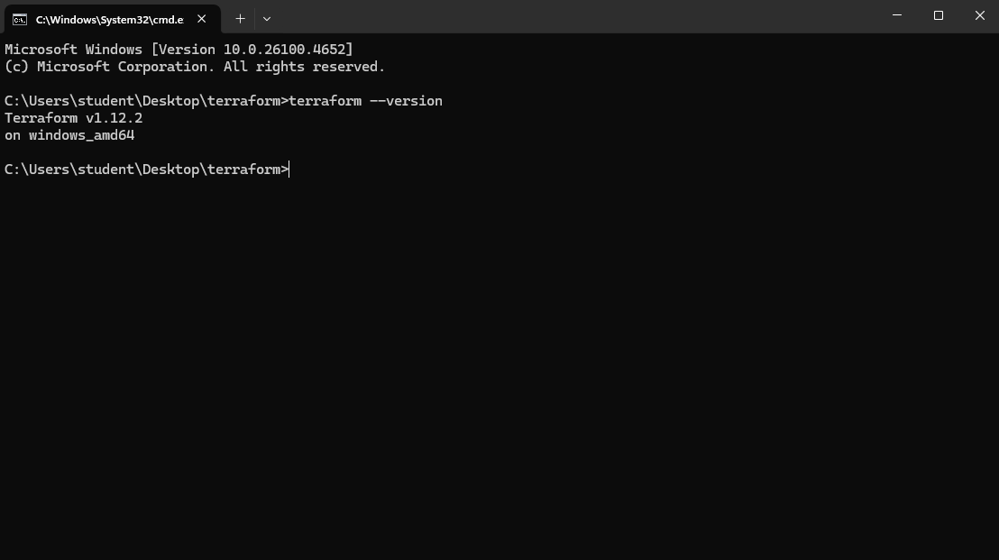 C:\Windows\System32\cmd.e
Microsoft Windows [Version 10.0.26100.4652]
(c) Microsoft Corporation. All rights reserved.
C:\Users\student\Desktop\terraform>terraform --version
Terraform v1.12.2
on windows_amd64
C:\Users\student\Desktop\terraform>